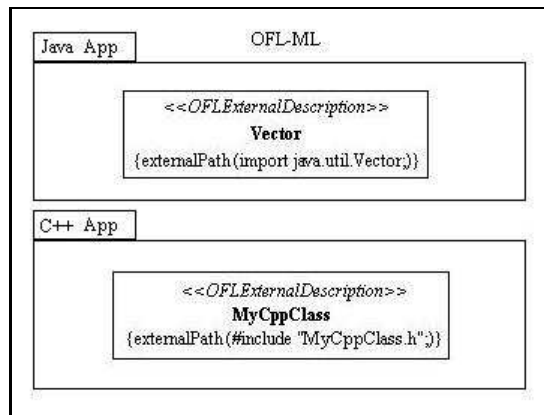 Java App
OFL-ML
<<OFLExternalDescription>>
Vector
{externalPath(import java.util.Vector;)}
C++ App
<<OFLExternalDescription>>
MyCppClass
{externalPath(#include "MyCppClass.h";)}